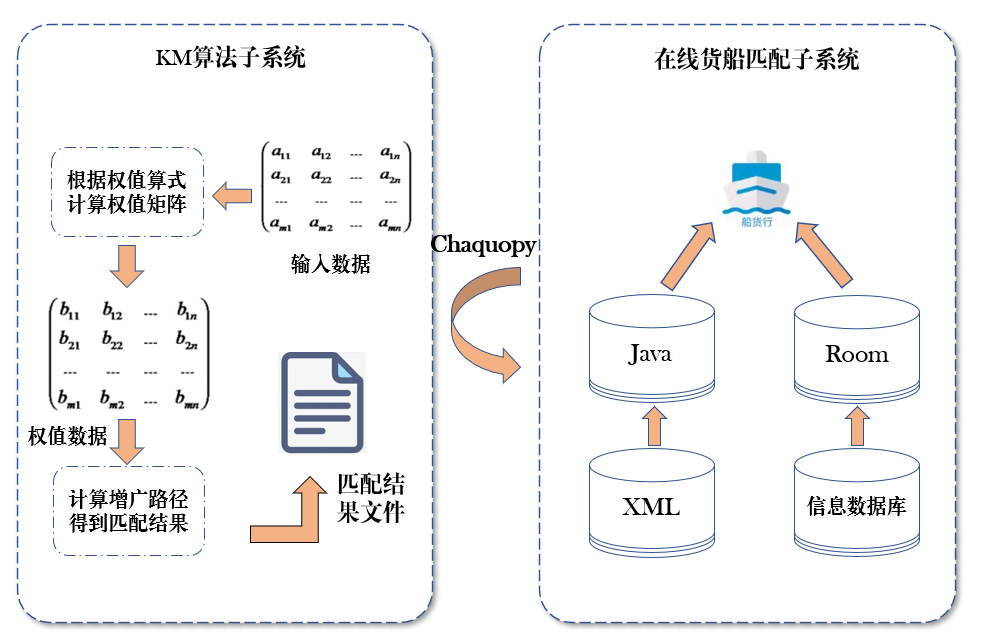 KM算法子系统
根据权值算式
计算权值矩阵
a11 a12 --- a1n
a21 a22 --- a2n
--- --- --- ---
am1 am2 --- amn
输入数据
b11 b12 --- b1n
b21 b22 --- b2n
--- --- --- ---
bm1 bm2 --- bmn
权值数据
计算增广路径
得到匹配结果
匹配结
果文件
Chaquopy
在线货船匹配子系统
船货行
Java
Room
XML
信息数据库